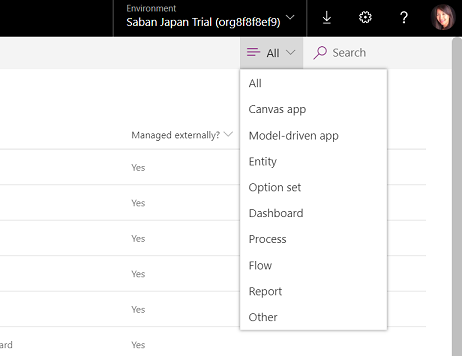 Environment
Saban Japan Trial (org8f8f8ef9)
?
All
Search
All
Canvas app
Managed externally?
Model-driven app
Yes
Entity
Option set
Yes
Dashboard
Yes
Process
Flow
Yes
Report
Yes
Other
ard
Yes